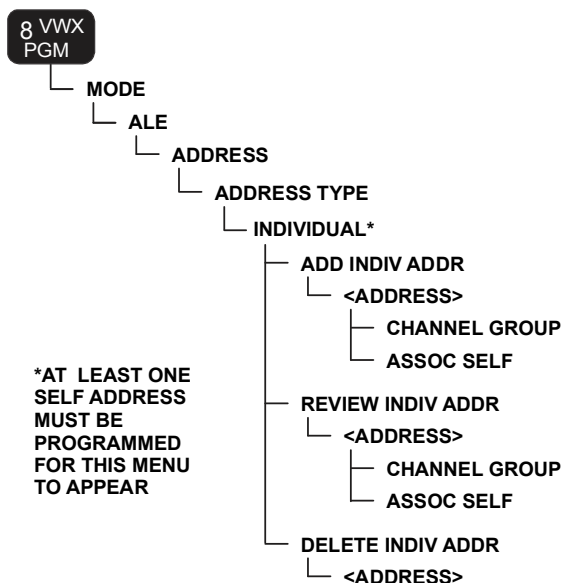 8 VWX
PGM
MODE
ALE
ADDRESS
ADDRESS TYPE
INDIVIDUAL*
ADD INDIV ADDR
<ADDRESS>
CHANNEL GROUP
ASSOC SELF
REVIEW INDIV ADDR
<ADDRESS>
CHANNEL GROUP
ASSOC SELF
DELETE INDIV ADDR
<ADDRESS>
*AT LEAST ONE
SELF ADDRESS
MUST BE
PROGRAMMED
FOR THIS MENU
TO APPEAR